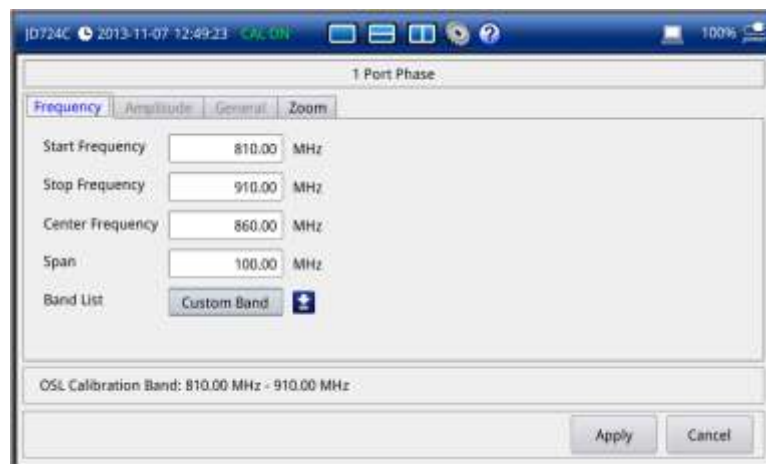 JD724C 2013-11-07 12:49:23 CAL ON 100%
1 Port Phase
Frequency Amplitude General Zoom
Start Frequency 810.00 MHz
Stop Frequency 910.00 MHz
Center Frequency 860.00 MHz
Span 100.00 MHz
Band List Custom Band
OSL Calibration Band: 810.00 MHz - 910.00 MHz
Apply Cancel